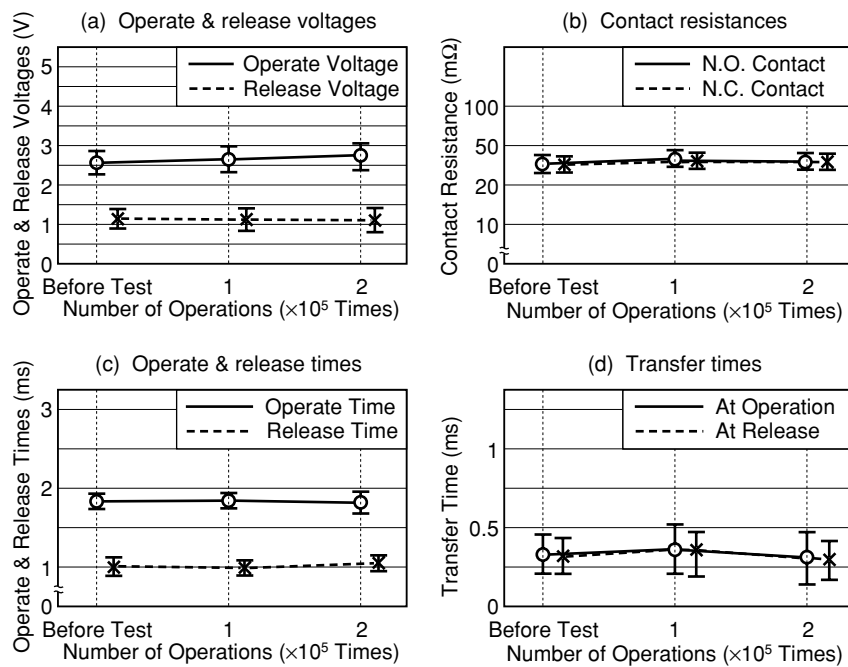 (a) Operate & release voltages
Operate & Release Voltages (V)
5
4
3
2
1
0
Operate Voltage
Release Voltage
Before Test
1
2
Number of Operations (×10⁵ Times)
(b) Contact resistances
Contact Resistance (mΩ)
100
50
20
10
0
N.O. Contact
N.C. Contact
Before Test
1
2
Number of Operations (×10⁵ Times)
(c) Operate & release times
Operate & Release Times (ms)
3
2
1
0
Operate Time
Release Time
Before Test
1
2
Number of Operations (×10⁵ Times)
(d) Transfer times
Transfer Time (ms)
1
0.5
0
At Operation
At Release
Before Test
1
2
Number of Operations (×10⁵ Times)